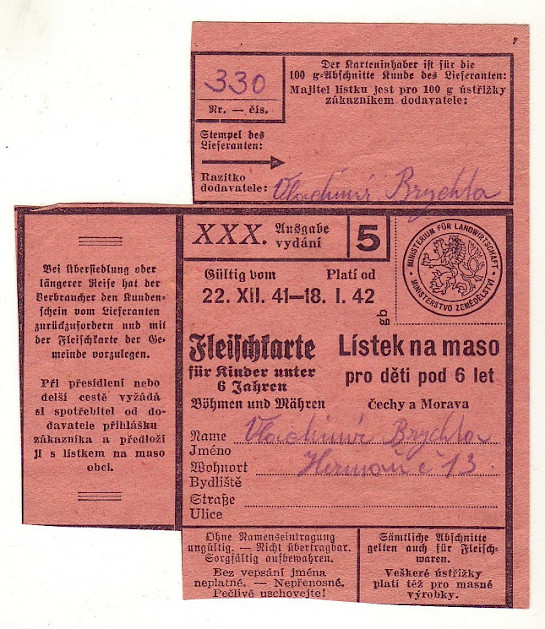 330
Nr. — čís.
Der Karteninhaber ist für die
100 g-Abschnitte Kunde des Lieferanten:
Majitel lístku jest pro 100 g ústřižky
zákazníkem dodavatele:
Stempel des
Lieferanten:
Razítko
dodavatele: Vladimír Brychta
Bei Übersiedlung oder
längerer Reise hat der
Verbraucher den Kunden-
schein vom Lieferanten
zurückzufordern und mit
der Fleischkarte der Ge-
meinde vorzulegen.
Při přesídlení nebo
delší cestě vyžádá
si spotřebitel od do-
davatele přihlášku
zákazníka a předloží
ji s lístkem na maso
obci.
XXX. Ausgabe
vydání 5
MINISTERIUM FÜR LANDWIRTSCHAFT
MINISTERSTVO ZEMĚDĚLSTVÍ
Gültig vom Platí od
22. XII. 41—18. I. 42
gb
Fleischkarte
für Kinder unter
6 Jahren
Böhmen und Mähren
Lístek na maso
pro děti pod 6 let
Čechy a Morava
Name Vladimír Brychta
Jméno
Wohnort č 13.
Bydliště
Straße
Ulice
Ohne Namenseintragung
ungültig. — Nicht übertragbar.
Sorgfältig aufbewahren.
Bez vepsání jména
neplatné. — Nepřenosné.
Pečlivě uschovejte!
Sämtliche Abschnitte
gelten auch für Fleisch-
waren.
Veškeré ústřižky
platí též pro masné
výrobky.